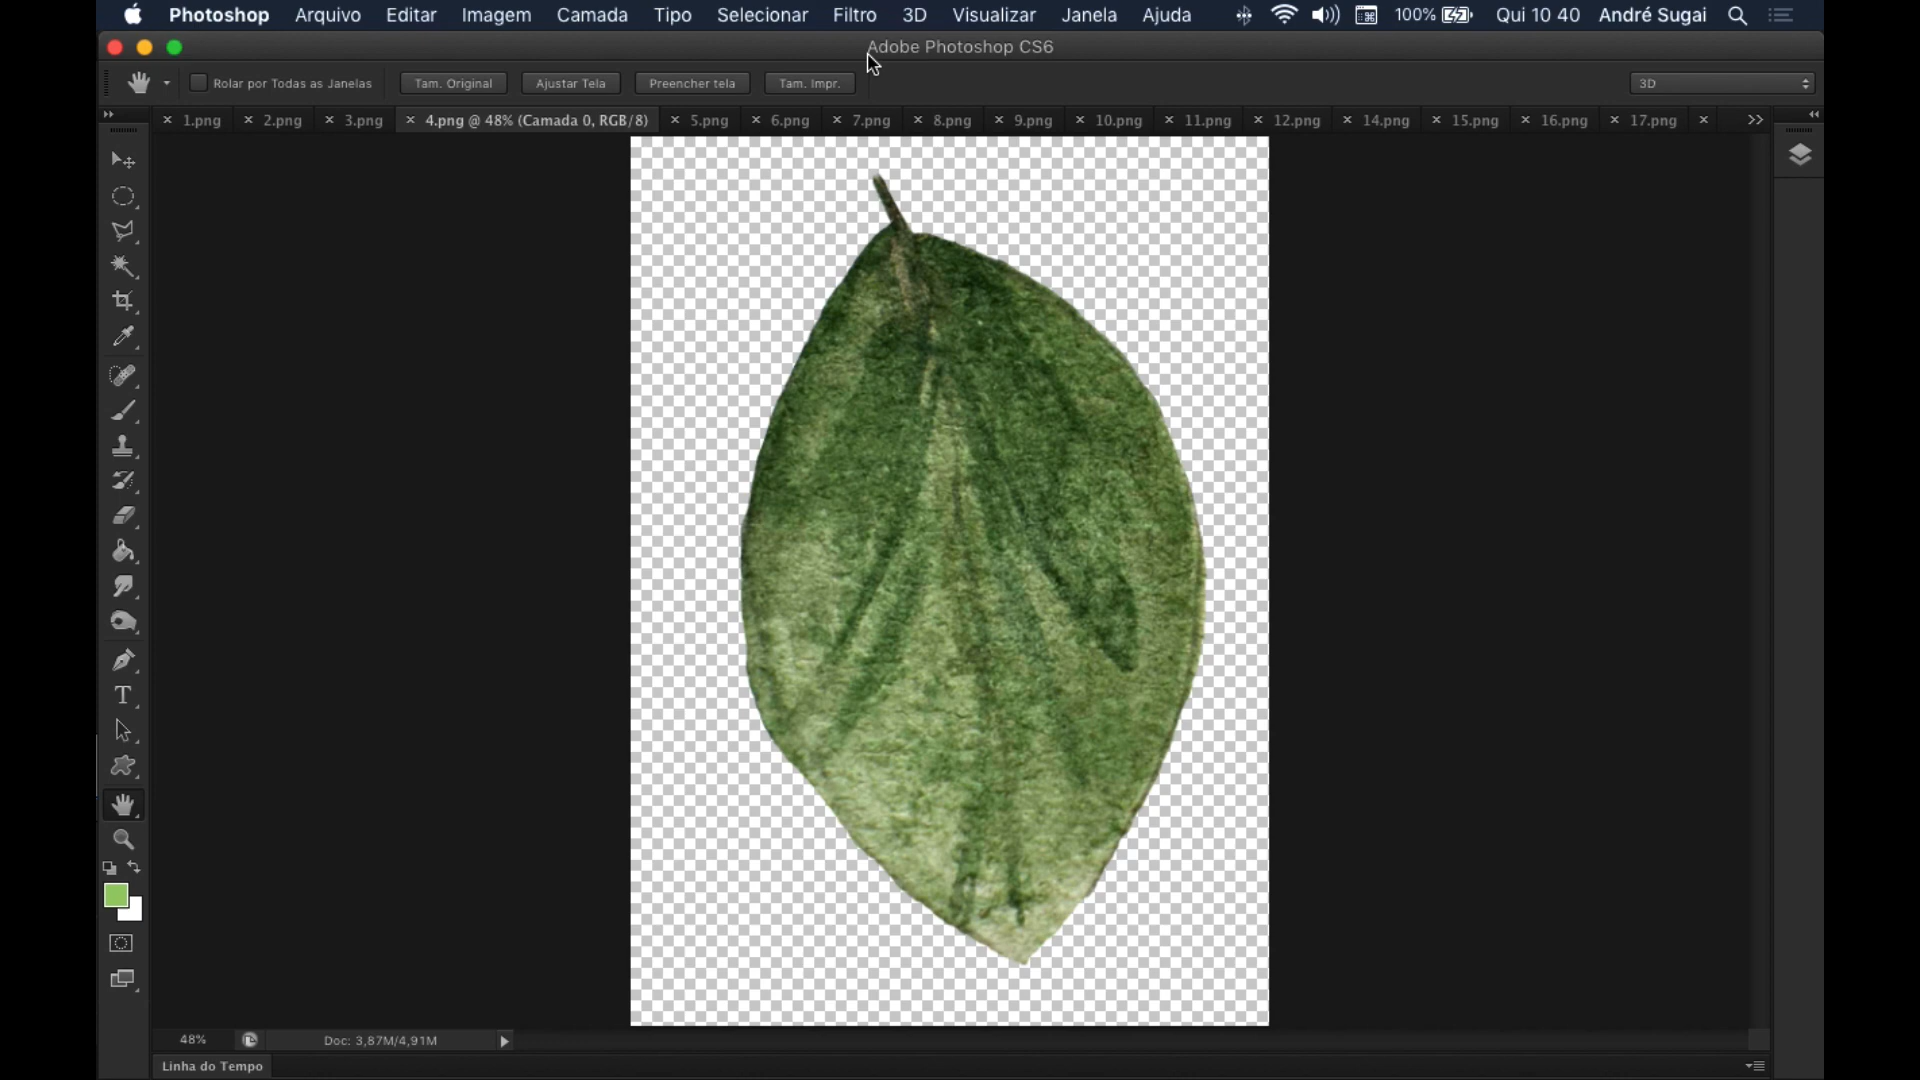 Photoshop Arquivo Editar Imagem Camada Tipo Selecionar Filtro 3D Visualizar Janela Ajuda 100% Qui 10 40 André Sugai
Adobe Photoshop CS6
Rolar por Todas as Janelas Tam. Original Ajustar Tela Preencher tela Tam. Impr. 3D
1.png 2.png 3.png 4.png @ 48% (Camada 0, RGB/8) 5.png 6.png 7.png 8.png 9.png 10.png 11.png 12.png 14.png 15.png 16.png 17.png
48% Doc: 3,87M/4,91M
Linha do Tempo